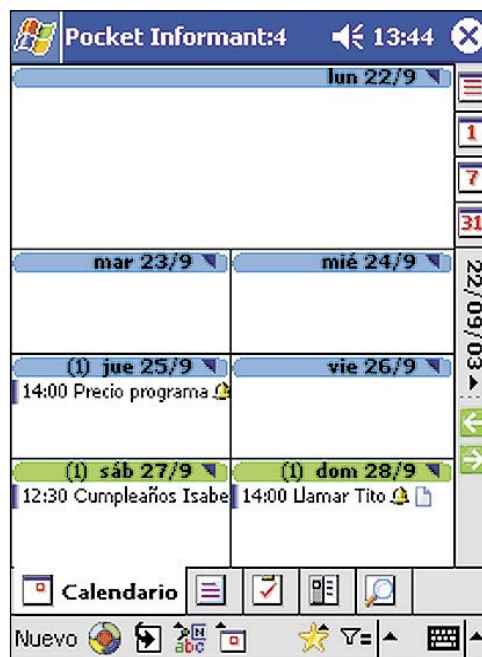 Pocket Informant:4 13:44
lun 22/9
1
7
31
mar 23/9
mié 24/9
22/09/03
(1) jue 25/9
14:00 Precio programa
vie 26/9
(1) sáb 27/9
12:30 Cumpleaños Isabe
(1) dom 28/9
14:00 Llamar Tito
Calendario
Nuevo